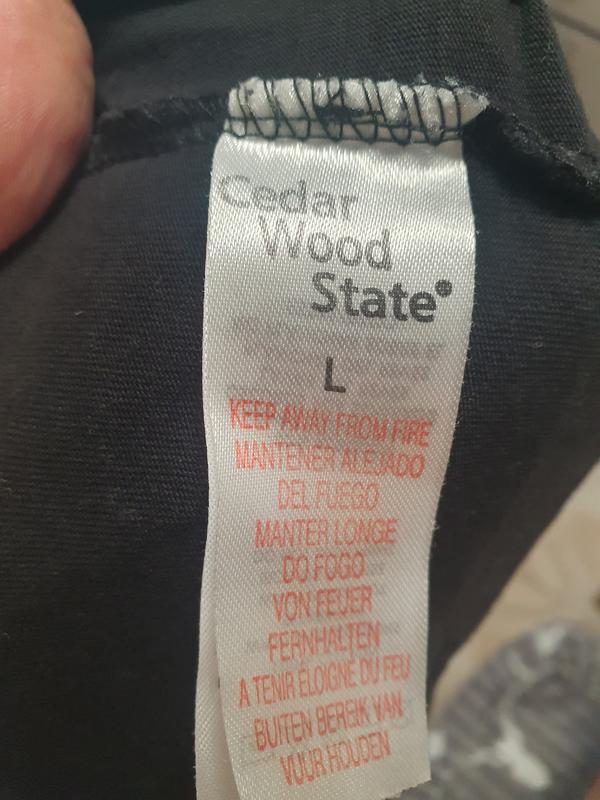 Cedar
Wood
State
L
KEEP AWAY FROM FIRE
MANTENER ALEJADO
DEL FUEGO
MANTER LONGE
DO FOGO
VON FEUER
FERNHALTEN
A TENIR ÉLOIGNÉ DU FEU
BUITEN BEREIK VAN
VUUR HOUDEN